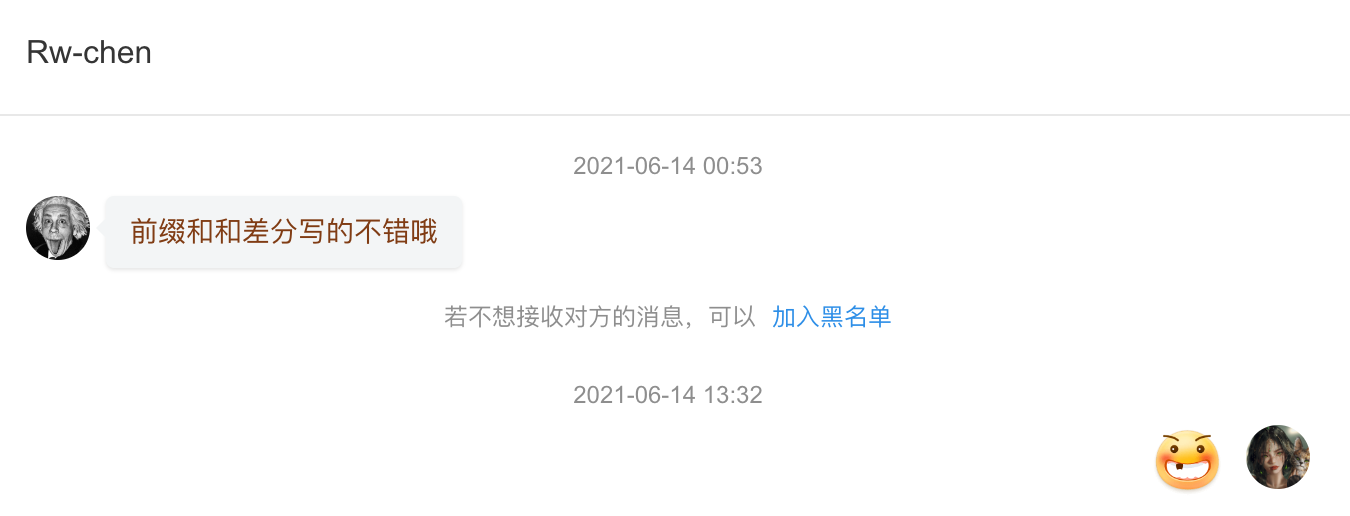 Rw-chen
2021-06-14 00:53
前缀和和差分写的不错哦
若不想接收对方的消息，可以 加入黑名单
2021-06-14 13:32